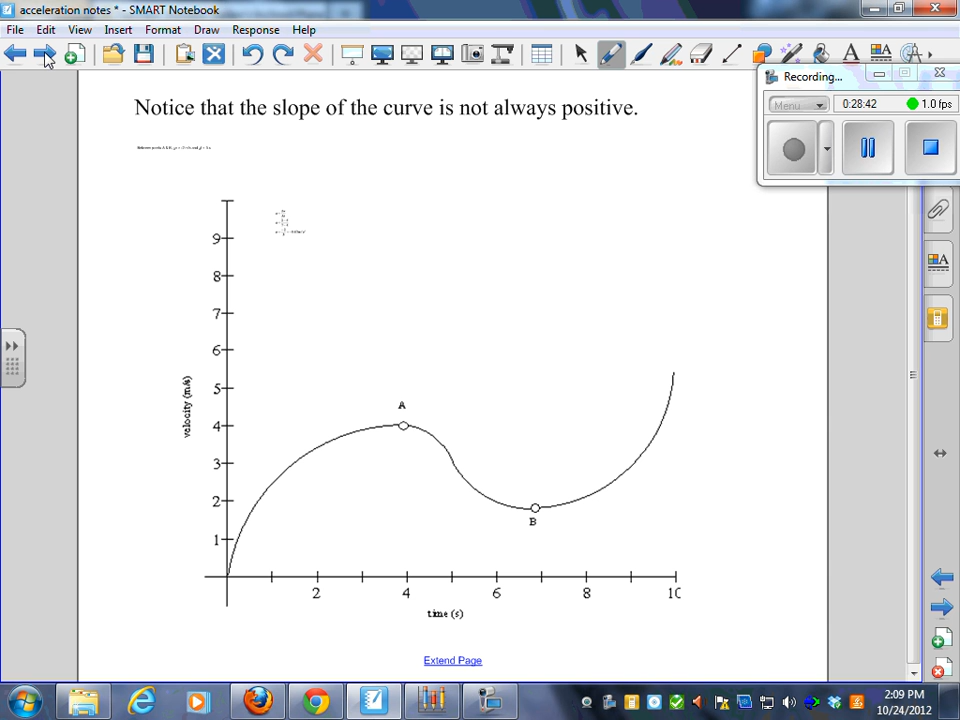 acceleration notes * - SMART Notebook
File Edit View Insert Format Draw Response Help
Recording...
Menu 0:28:42 1.0 fps
Notice that the slope of the curve is not always positive.
9
8
7
6
5
4
3
2
1
velocity (m/s)
A
B
2 4 6 8 10
time (s)
Extend Page
2:09 PM
10/24/2012